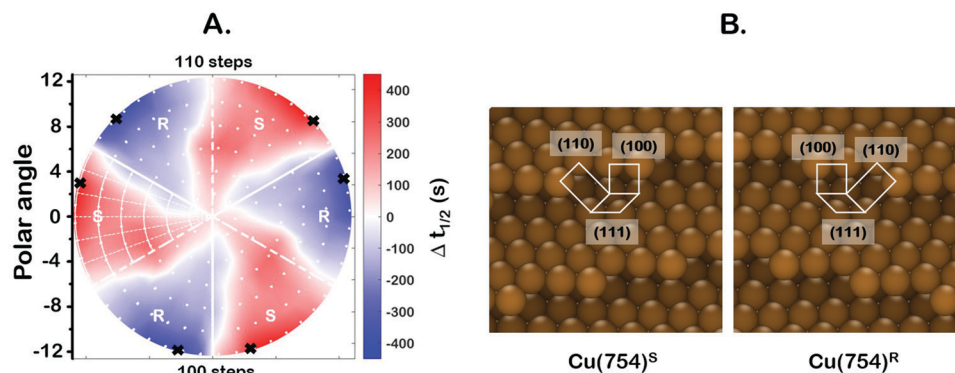 A.
B.
110 steps
12
8
4
0
-4
-8
-12
Polar angle
R
S
S
R
R
S
100 steps
400
300
200
100
0
-100
-200
-300
-400
Δ t1/2 (s)
(110)
(100)
(111)
(100)
(110)
(111)
Cu(754)S
Cu(754)R